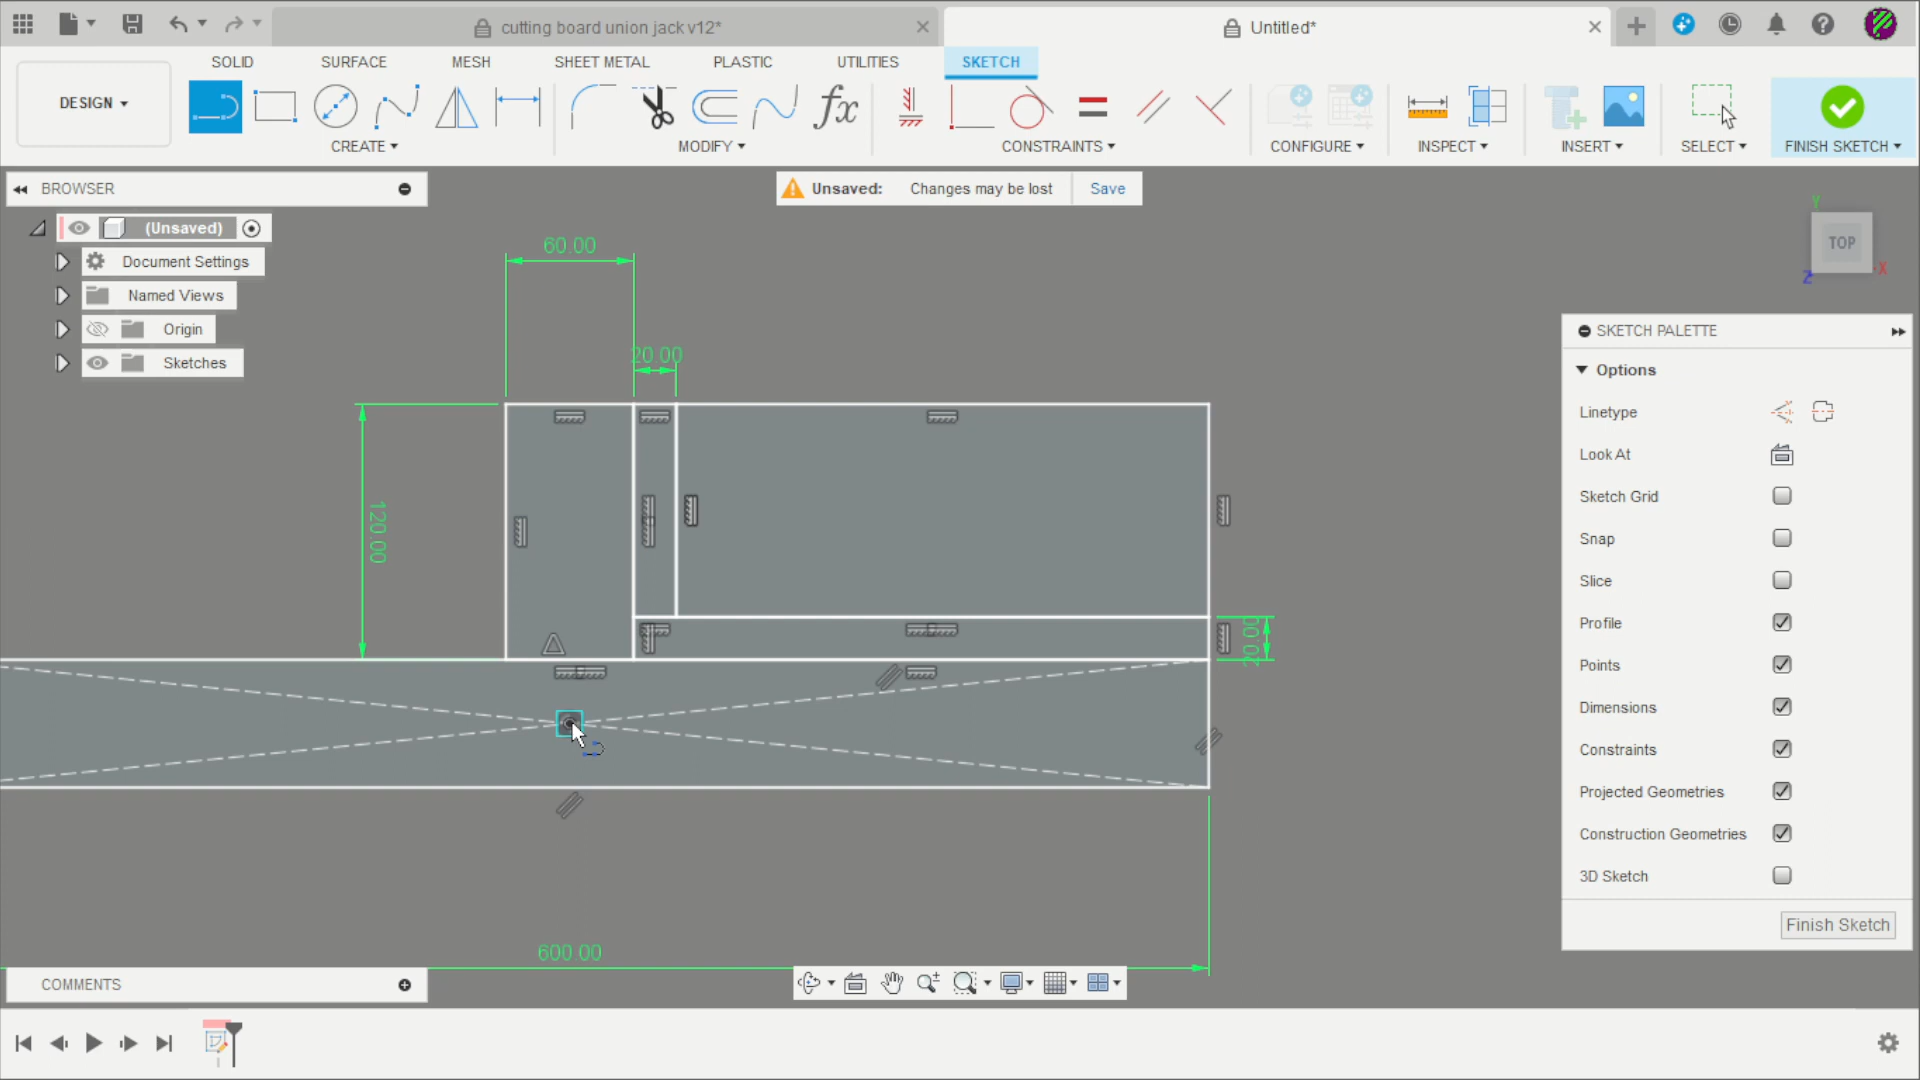 cutting board union jack v12*
Untitled*
SOLID SURFACE MESH SHEET METAL PLASTIC UTILITIES SKETCH
DESIGN
fx
CREATE MODIFY CONSTRAINTS CONFIGURE INSPECT INSERT SELECT FINISH SKETCH
BROWSER
Unsaved: Changes may be lost Save
(Unsaved)
Document Settings
Named Views
Origin
Sketches
Y
TOP
X
Z
60.00
20.00
120.00
20.00
600.00
SKETCH PALETTE
Options
Linetype
Look At
Sketch Grid
Snap
Slice
Profile
Points
Dimensions
Constraints
Projected Geometries
Construction Geometries
3D Sketch
Finish Sketch
COMMENTS